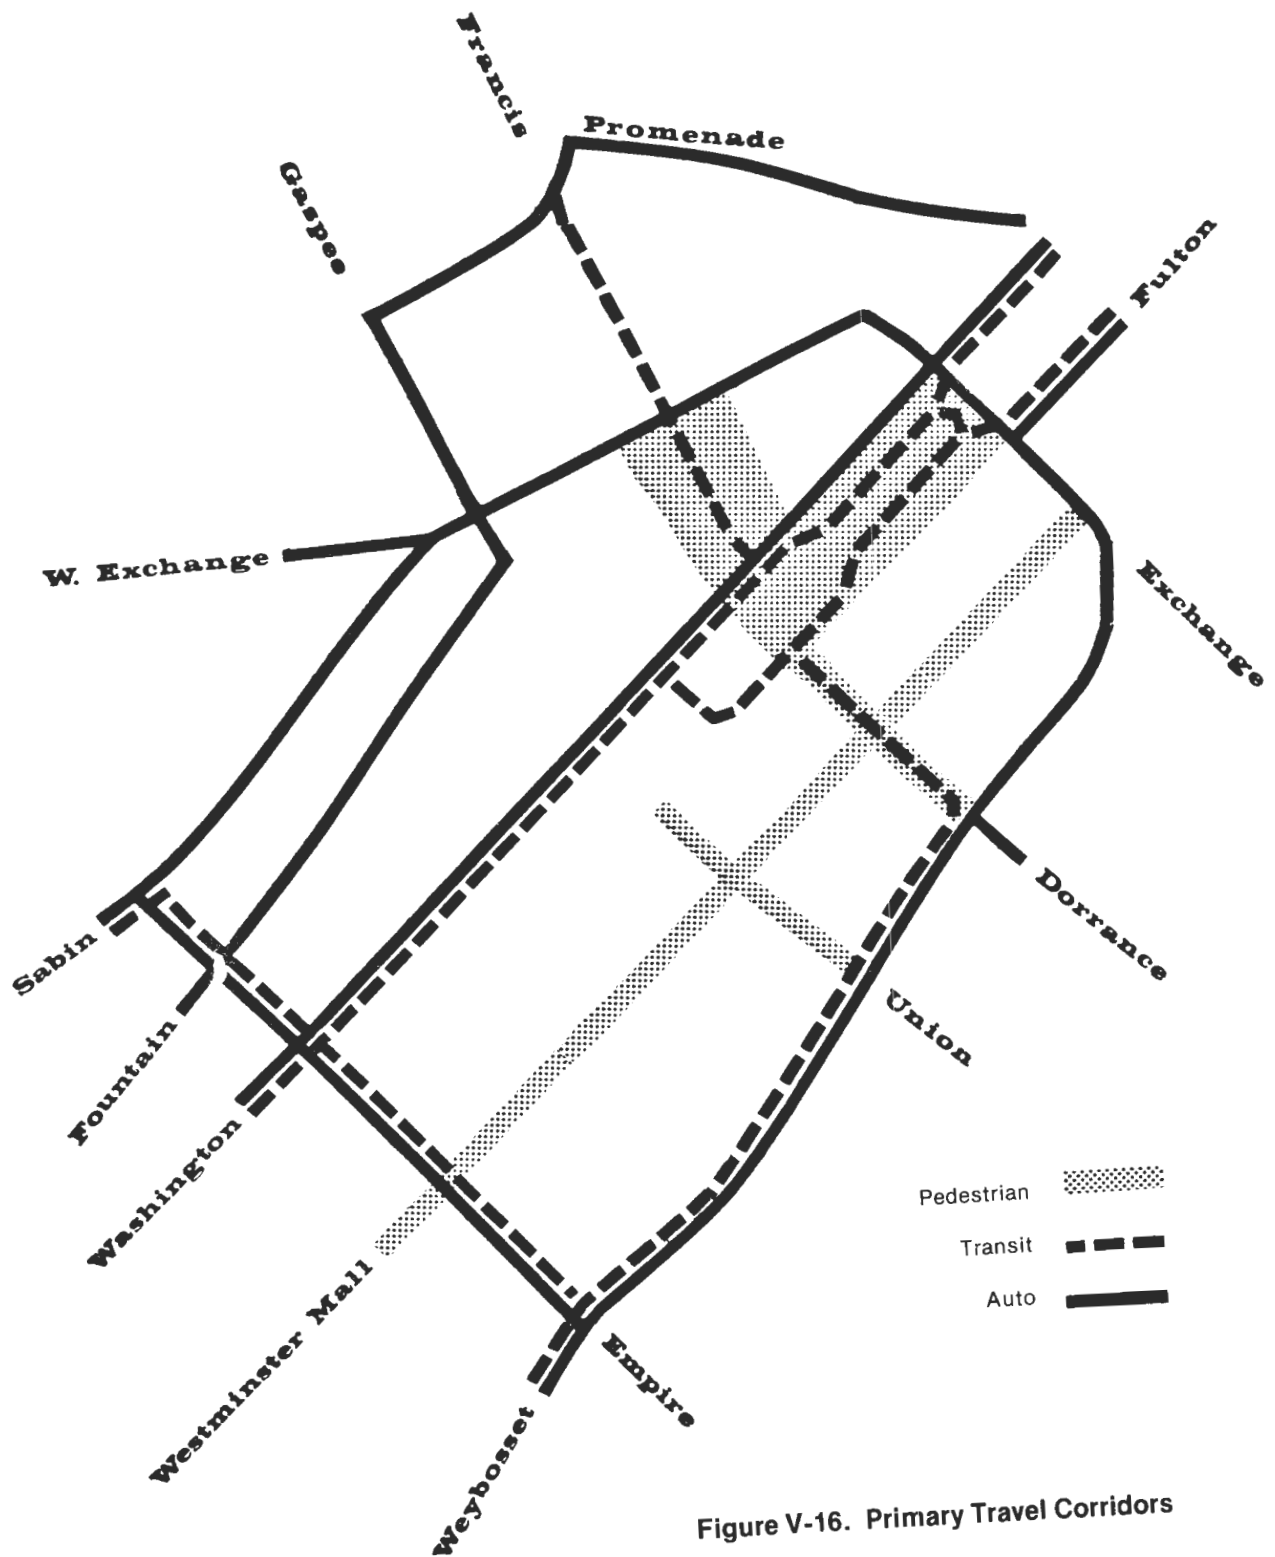 Francis
Promenade
Gaspee
Fulton
W. Exchange
Exchange
Sabin
Dorrance
Fountain
Union
Washington
Pedestrian
Transit
Auto
Westminster Mall
Empire
Weybosset
Figure V-16. Primary Travel Corridors